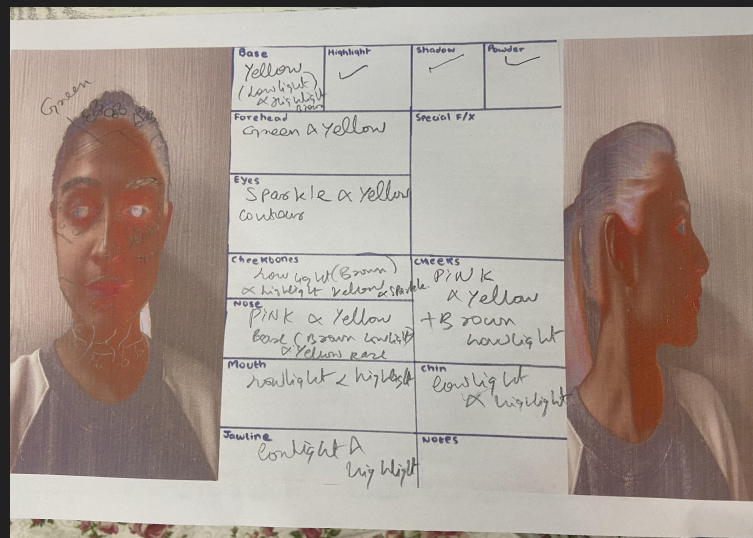 Green
Base
Yellow
(Lowlight
& Highlight
Brown
Highlight
Shadow
Powder
Forehead
Green & Yellow
Special F/X
Eyes
Sparkle & Yellow
contour
Cheekbones
Lowlight (Brown)
& highlight Yellow & Sparkle.
CHEEKS
PINK
& Yellow
+ Brown
Lowlight
Nose
PINK & Yellow
Base (Brown Lowlight)
& Yellow Base
Mouth
Lowlight & highlight
Chin
Lowlight
& highlight
Jawline
Lowlight &
highlight
Notes